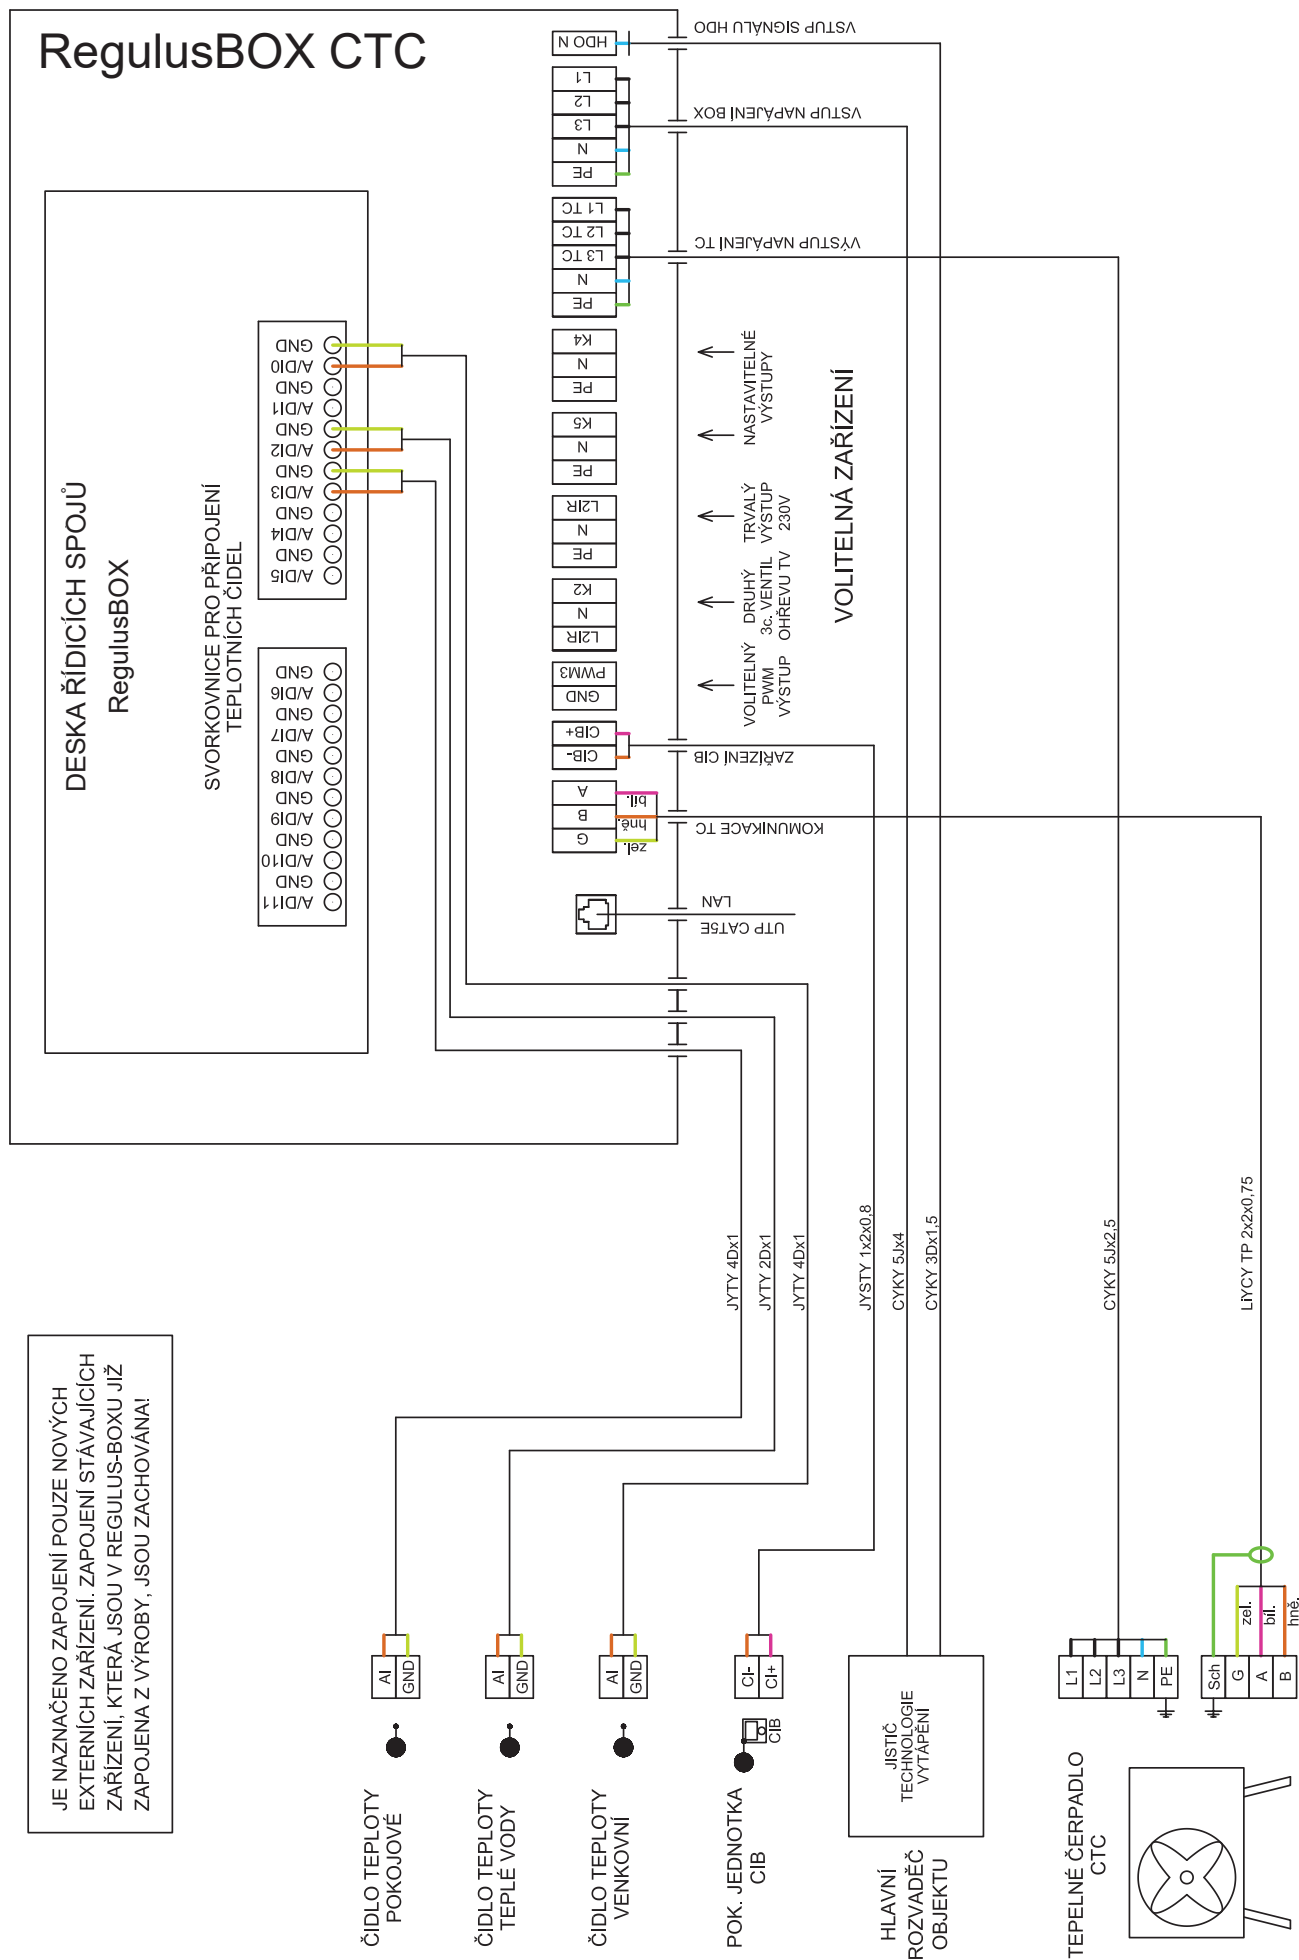 RegulusBOX CTC
DESKA ŘÍDICÍCH SPOJŮ
RegulusBOX
SVORKOVNICE PRO PŘIPOJENÍ
TEPLOTNÍCH ČIDEL
GND
A/DI0
GND
A/DI1
GND
A/DI2
GND
A/DI3
GND
A/DI4
GND
A/DI5
GND
A/DI6
GND
A/DI7
GND
A/DI8
GND
A/DI9
GND
A/DI10
GND
A/DI11
HDO N
L1
L2
L3
N
PE
L1 TC
L2 TC
L3 TC
N
PE
K4
N
PE
K5
N
PE
L2IR
N
PE
K2
N
L2IR
PWM3
GND
CIB+
CIB-
A
B
G
bíl.
hně.
zel.
VSTUP SIGNÁLU HDO
VSTUP NAPÁJENÍ BOX
VÝSTUP NAPÁJENÍ TC
NASTAVITELNÉ
VÝSTUPY
TRVALÝ
VÝSTUP
230V
DRUHÝ
3c. VENTIL
OHŘEVU TV
VOLITELNÝ
PWM
VÝSTUP
VOLITELNÁ ZAŘÍZENÍ
ZAŘÍZENÍ CIB
KOMUNIKACE TC
LAN
UTP CAT5E
JYTY 4Dx1
JYTY 2Dx1
JYTY 4Dx1
JYSTY 1x2x0,8
CYKY 5Jx4
CYKY 3Dx1,5
CYKY 5Jx2,5
LiYCY TP 2x2x0,75
JE NAZNAČENO ZAPOJENÍ POUZE NOVÝCH
EXTERNÍCH ZAŘÍZENÍ. ZAPOJENÍ STÁVAJÍCÍCH
ZAŘÍZENÍ, KTERÁ JSOU V REGULUS-BOXU JIŽ
ZAPOJENA Z VÝROBY, JSOU ZACHOVÁNA!
AI
GND
ČIDLO TEPLOTY
POKOJOVÉ
AI
GND
ČIDLO TEPLOTY
TEPLÉ VODY
AI
GND
ČIDLO TEPLOTY
VENKOVNÍ
CI-
CI+
CIB
POK. JEDNOTKA
CIB
JISTIČ
TECHNOLOGIE
VYTÁPĚNÍ
HLAVNÍ
ROZVADĚČ
OBJEKTU
L1
L2
L3
N
PE
Sch
G
A
B
zel.
bíl.
hně.
TEPELNÉ ČERPADLO
CTC